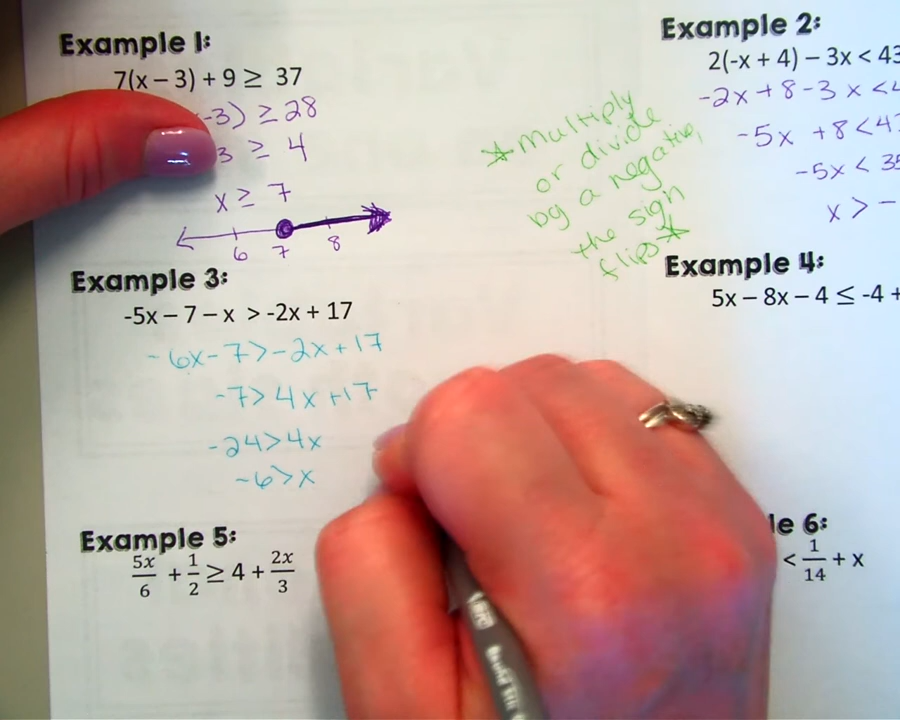 Example 1:
7(x – 3) + 9 ≥ 37
-3) ≥ 28
3 ≥ 4
x ≥ 7
6 7 8
Example 2:
2(-x + 4) – 3x < 43
-2x + 8 - 3x <
-5x + 8 < 4
-5x < 35
x > -
*multiply
or divide
by a negative,
the sign
flips*
Example 3:
-5x – 7 – x > -2x + 17
-6x - 7 > -2x + 17
-7 > 4x + 17
-24 > 4x
-6 > x
Example 4:
5x – 8x – 4 ≤ -4 +
Example 5:
5x/6 + 1/2 ≥ 4 + 2x/3
le 6:
< 1/14 + x